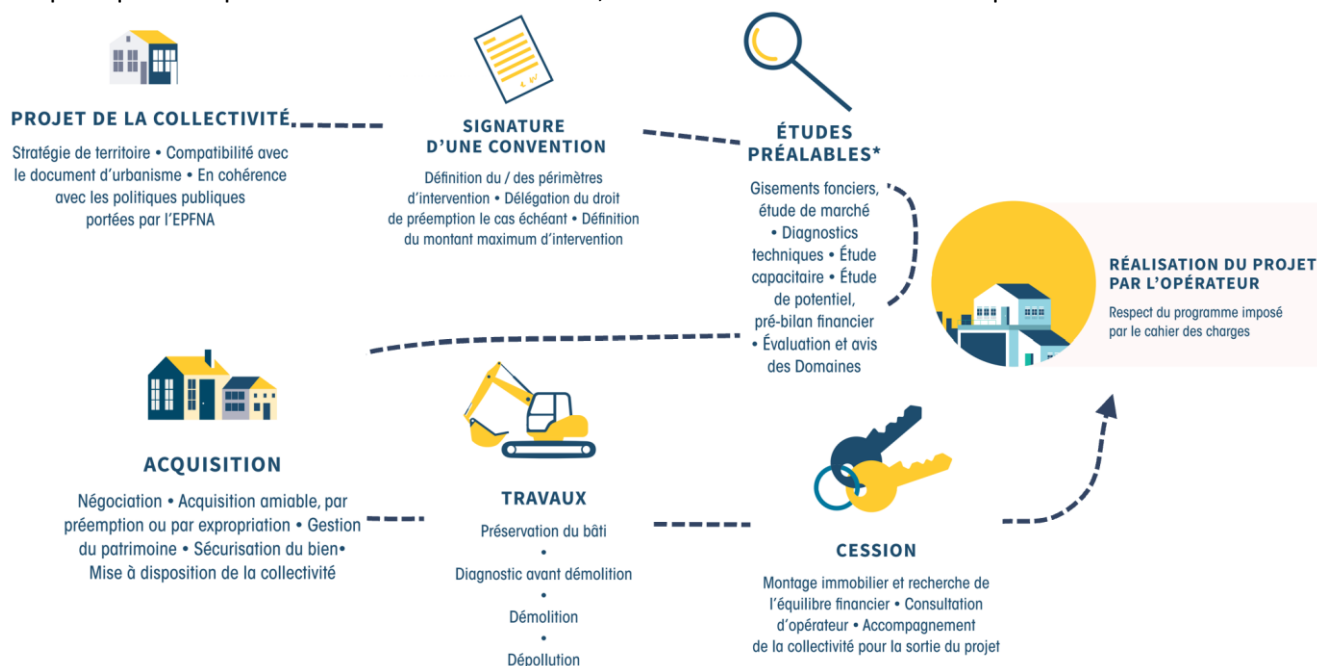 PROJET DE LA COLLECTIVITÉ
Stratégie de territoire • Compatibilité avec
le document d'urbanisme • En cohérence
avec les politiques publiques
portées par l'EPFNA
SIGNATURE
D'UNE CONVENTION
Définition du / des périmètres
d'intervention • Délégation du droit
de préemption le cas échéant • Définition
du montant maximum d'intervention
ÉTUDES
PRÉALABLES*
Gisements fonciers,
étude de marché
• Diagnostics
techniques • Étude
capacitaire • Étude
de potentiel,
pré-bilan financier
• Évaluation et avis
des Domaines
ACQUISITION
Négociation • Acquisition amiable, par
préemption ou par expropriation • Gestion
du patrimoine • Sécurisation du bien•
Mise à disposition de la collectivité
TRAVAUX
Préservation du bâti
•
Diagnostic avant démolition
•
Démolition
•
Dépollution
CESSION
Montage immobilier et recherche de
l'équilibre financier • Consultation
d'opérateur • Accompagnement
de la collectivité pour la sortie du projet
RÉALISATION DU PROJET
PAR L'OPÉRATEUR
Respect du programme imposé
par le cahier des charges